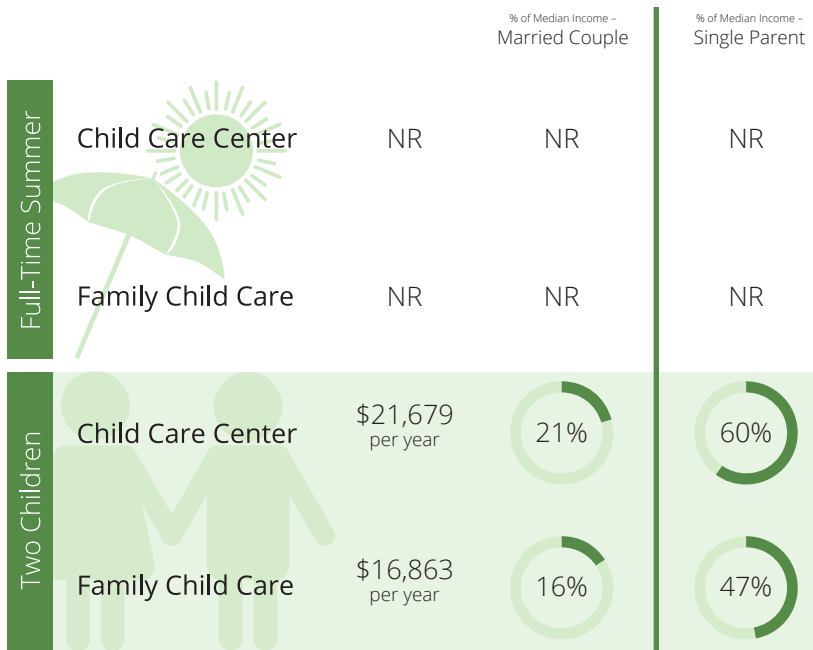 % of Median Income –
Married Couple
% of Median Income –
Single Parent
Full-Time Summer
Child Care Center
NR
NR
NR
Family Child Care
NR
NR
NR
Two Children
Child Care Center
$21,679
per year
21%
60%
Family Child Care
$16,863
per year
16%
47%